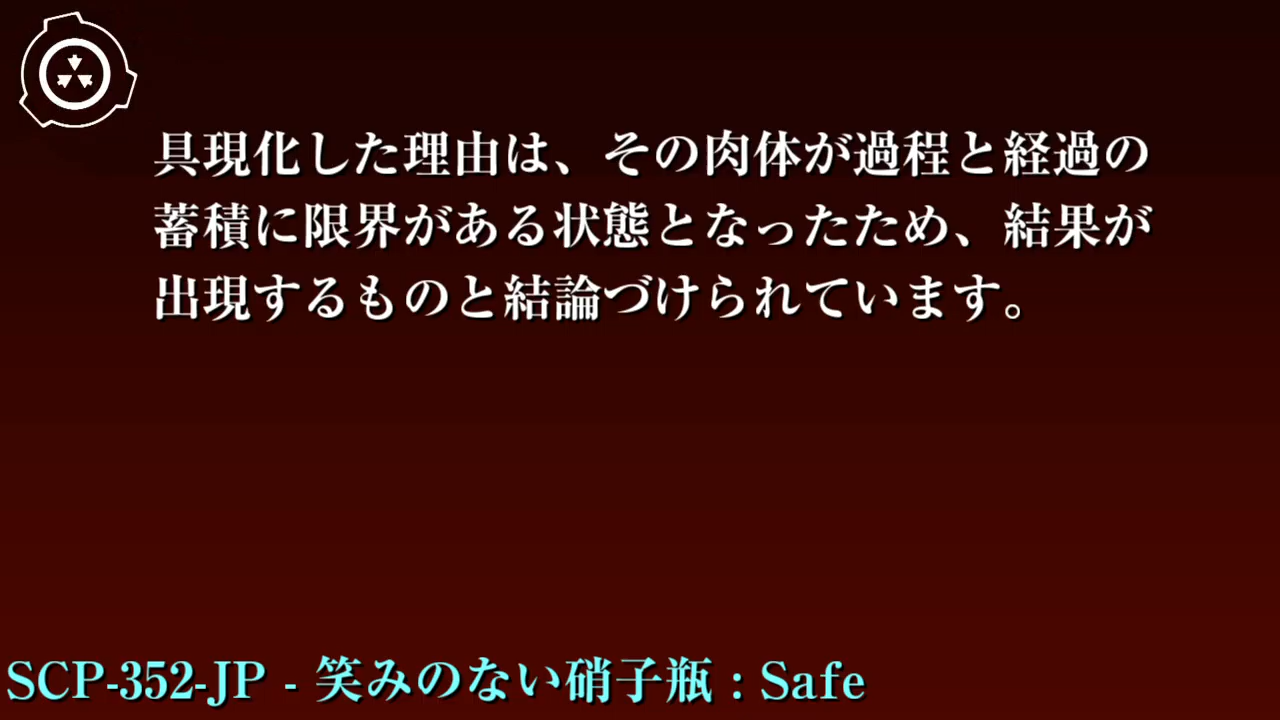 具現化した理由は、その肉体が過程と経過の
蓄積に限界がある状態となったため、結果が
出現するものと結論づけられています。
SCP-352-JP - 笑みのない硝子瓶 : Safe